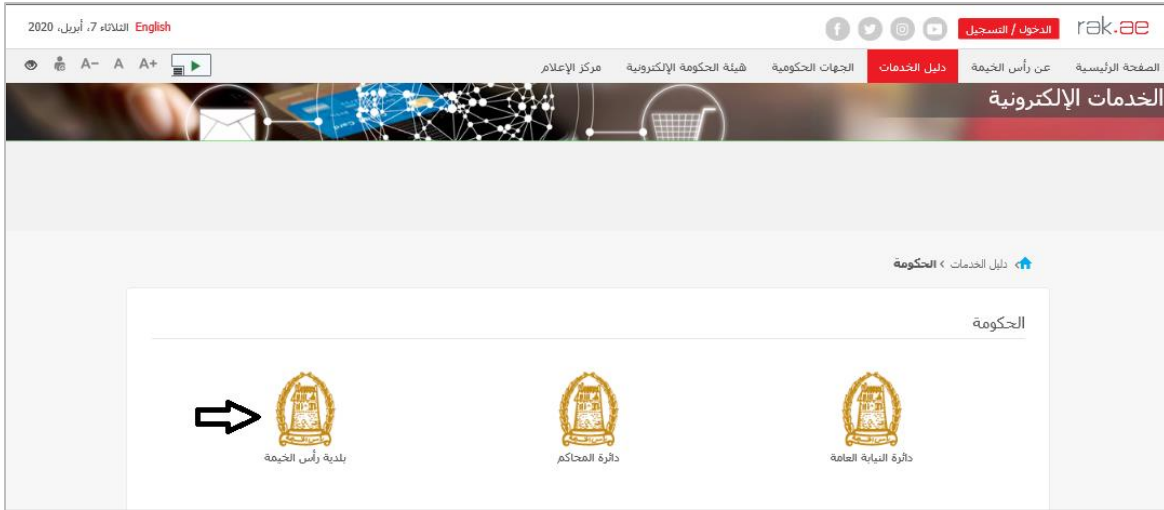 rak.ae الدخول / التسجيل English الثلاثاء 7، أبريل، 2020
الصفحة الرئيسية عن رأس الخيمة دليل الخدمات الجهات الحكومية هيئة الحكومة الإلكترونية مركز الإعلام A+ A A-
الخدمات الإلكترونية
دليل الخدمات › الحكومة
الحكومة
دائرة النيابة العامة دائرة المحاكم بلدية رأس الخيمة